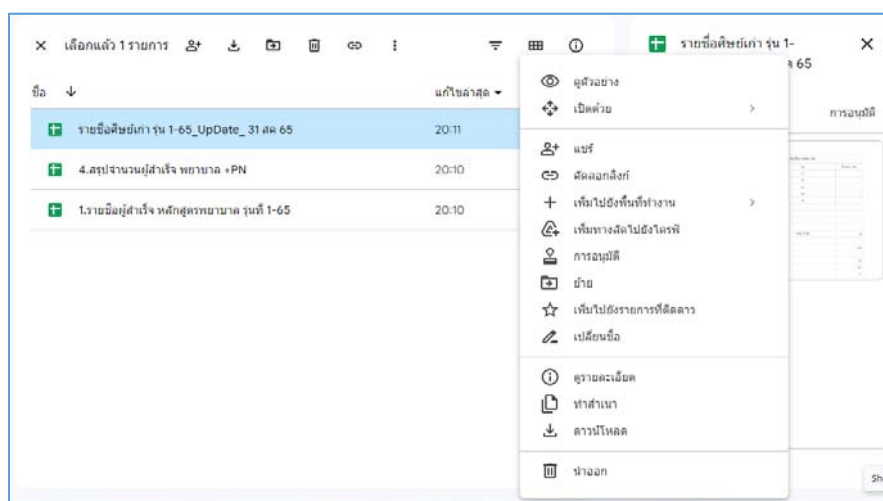 เลือกแล้ว 1 รายการ
ชื่อ
แก้ไขล่าสุด
รายชื่อศิษย์เก่า รุ่น 1-65_UpDate_ 31 สค 65
20:11
4.สรุปจำนวนผู้สำเร็จ พยาบาล +PN
20:10
1.รายชื่อผู้สำเร็จ หลักสูตรพยาบาล รุ่นที่ 1-65
20:10
ดูตัวอย่าง
เปิดด้วย
แชร์
คัดลอกลิงก์
เพิ่มไปยังพื้นที่ทำงาน
เพิ่มทางลัดไปยังไดรฟ์
การอนุมัติ
ย้าย
เพิ่มไปยังรายการที่ติดดาว
เปลี่ยนชื่อ
ดูรายละเอียด
ทำสำเนา
ดาวน์โหลด
นำออก
รายชื่อศิษย์เก่า รุ่น 1-
ค 65
การอนุมัติ
Sh